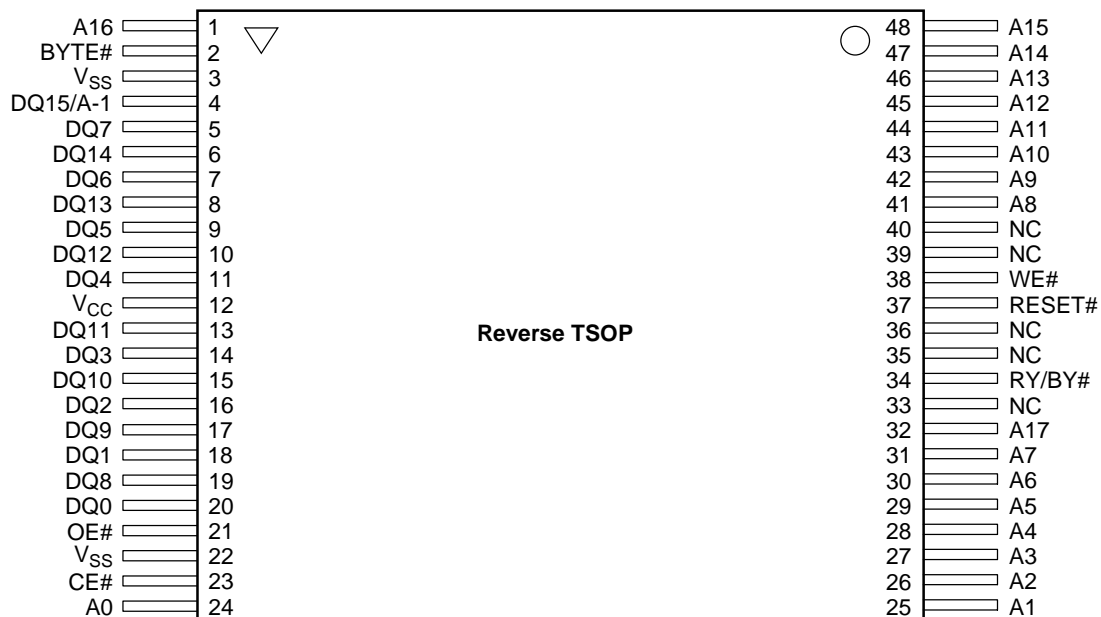 A16 1 48 A15
BYTE# 2 47 A14
VSS 3 46 A13
DQ15/A-1 4 45 A12
DQ7 5 44 A11
DQ14 6 43 A10
DQ6 7 42 A9
DQ13 8 41 A8
DQ5 9 40 NC
DQ12 10 39 NC
DQ4 11 38 WE#
VCC 12 37 RESET#
Reverse TSOP
DQ11 13 36 NC
DQ3 14 35 NC
DQ10 15 34 RY/BY#
DQ2 16 33 NC
DQ9 17 32 A17
DQ1 18 31 A7
DQ8 19 30 A6
DQ0 20 29 A5
OE# 21 28 A4
VSS 22 27 A3
CE# 23 26 A2
A0 24 25 A1